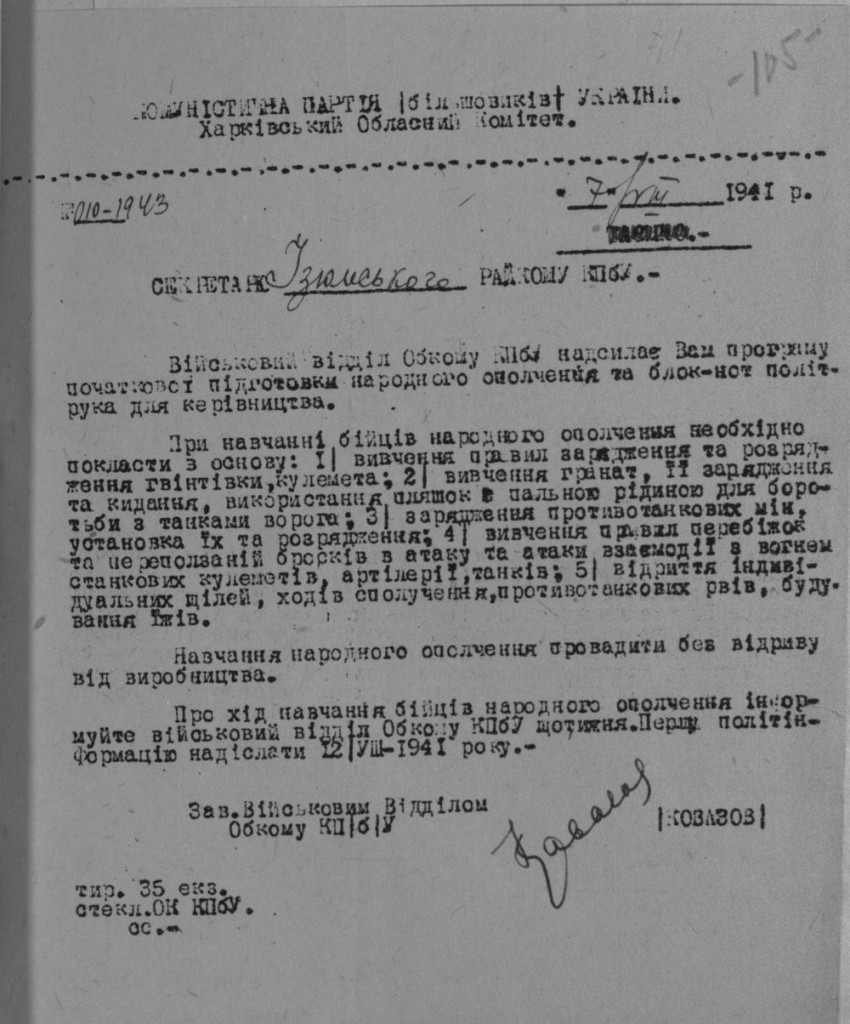 -105-
КОМУНІСТИЧНА ПАРТІЯ |більшовиків| УКРАЇНИ.
Харківський Обласний Комітет.
№010-1943
" 7 " VIII 1941 р.
ТАЄМНО.-
СЕКРЕТАРЮ Ізюмського РАЙКОМУ КПбУ.-
Військовий відділ Обкому КПбУ надсилає Вам програму
початкової підготовки народного ополчення та блок-нот політ-
рука для керівництва.
При навчанні бійців народного ополчення необхідно
покласти в основу: І| вивчення правил зарядження та розряд-
ження гвінтівки,кулемета; 2| вивчення гранат, її зарядження
та кидання, використання пляшок з пальною рідиною для боро-
тьби з танками ворога; 3| зарядження противотанкових мін,
установка їх та розрядження; 4| вивчення правил перебіжок
та переползаній бросків в атаку та атаки взаємодії з вогнем
станкових кулеметів, артілерії,танків; 5| відриття індиві-
дуальних щілей, ходів сполучення,противотанкових рвів, буду-
вання їжів.
Навчання народного ополчення провадити без відриву
від виробництва.
Про хід навчання бійців народного ополчення інфор-
муйте військовий відділ Обкому КПбУ щотижня.Першу політін-
формацію надіслати І2|УШ-1941 року.-
Зав.Військовим Відділом
Обкому КП|б|У
|КОЗАЗОВ|
тир. 35 екз.
стекл.ОК КПбУ.
сс.-